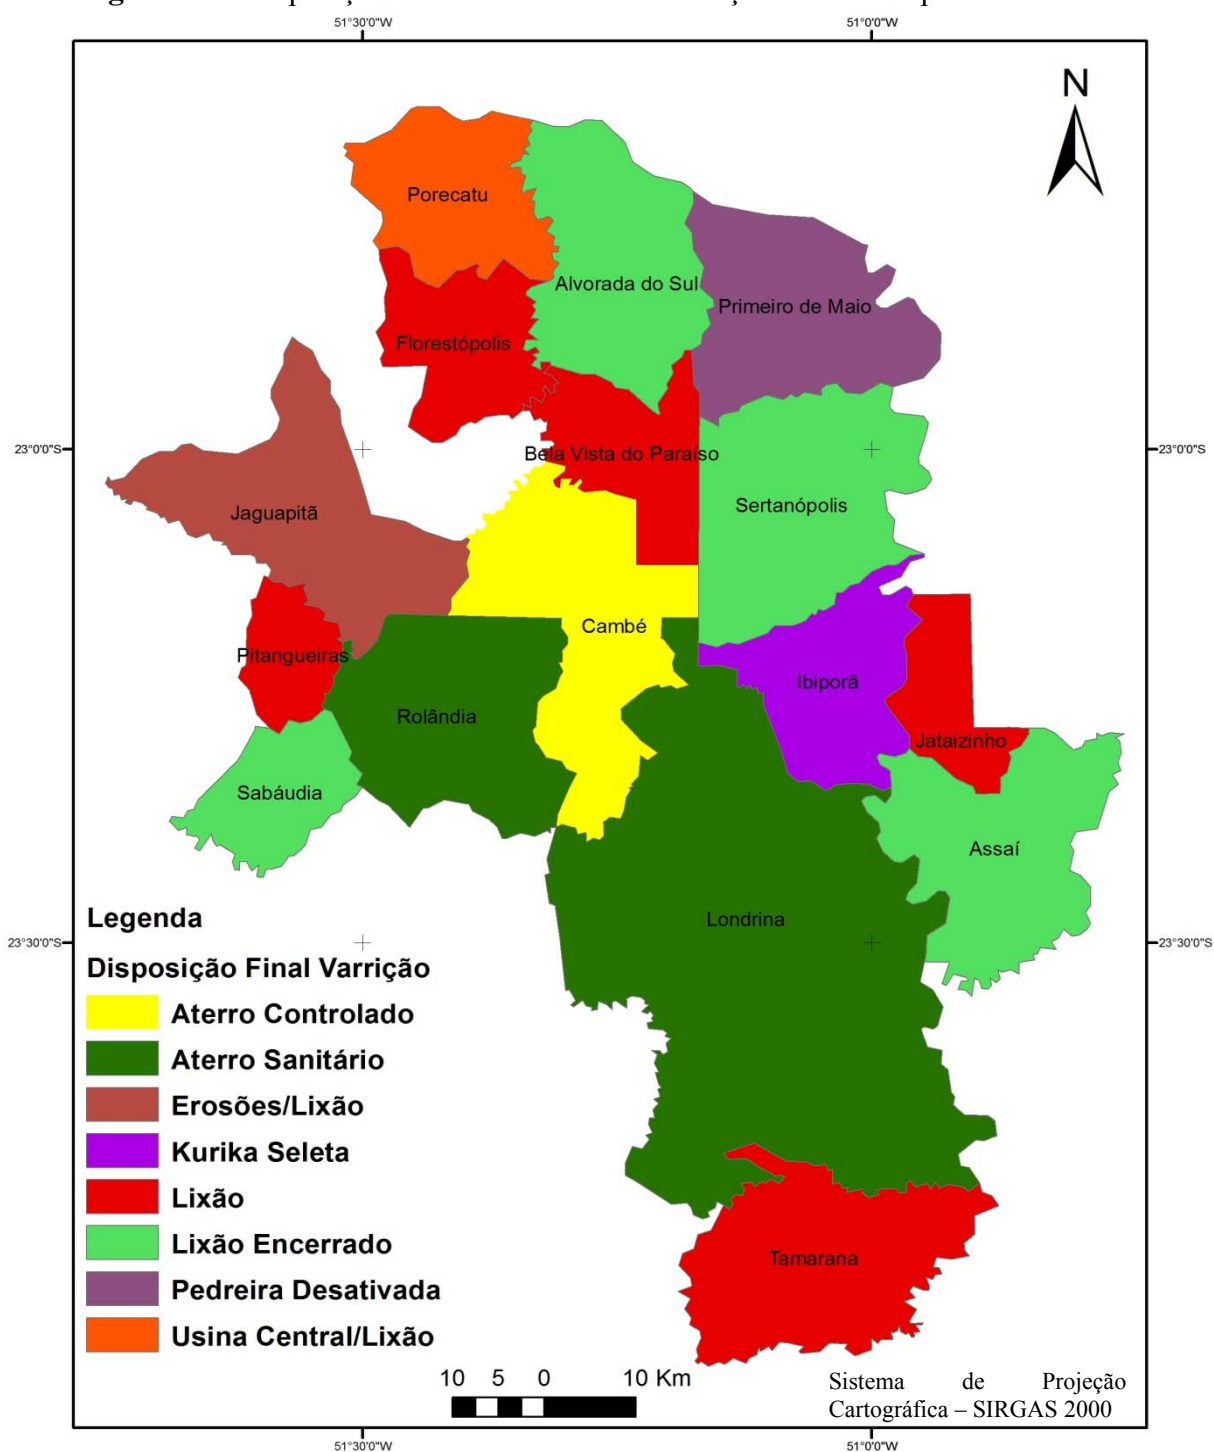 51°30'0"W 51°0'0"W
N
Porecatu
Alvorada do Sul
Primeiro de Maio
Florestópolis
23°0'0"S 23°0'0"S
Bela Vista do Paraíso
Sertanópolis
Jaguapitã
Cambé
Pitangueiras
Ibiporã
Rolândia
Jataizinho
Sabáudia
Assaí
Legenda
Londrina
23°30'0"S 23°30'0"S
Disposição Final Varrição
Aterro Controlado
Aterro Sanitário
Erosões/Lixão
Kurika Seleta
Lixão
Lixão Encerrado
Tamarana
Pedreira Desativada
Usina Central/Lixão
10 5 0 10 Km
Sistema de Projeção
Cartográfica – SIRGAS 2000
51°30'0"W 51°0'0"W